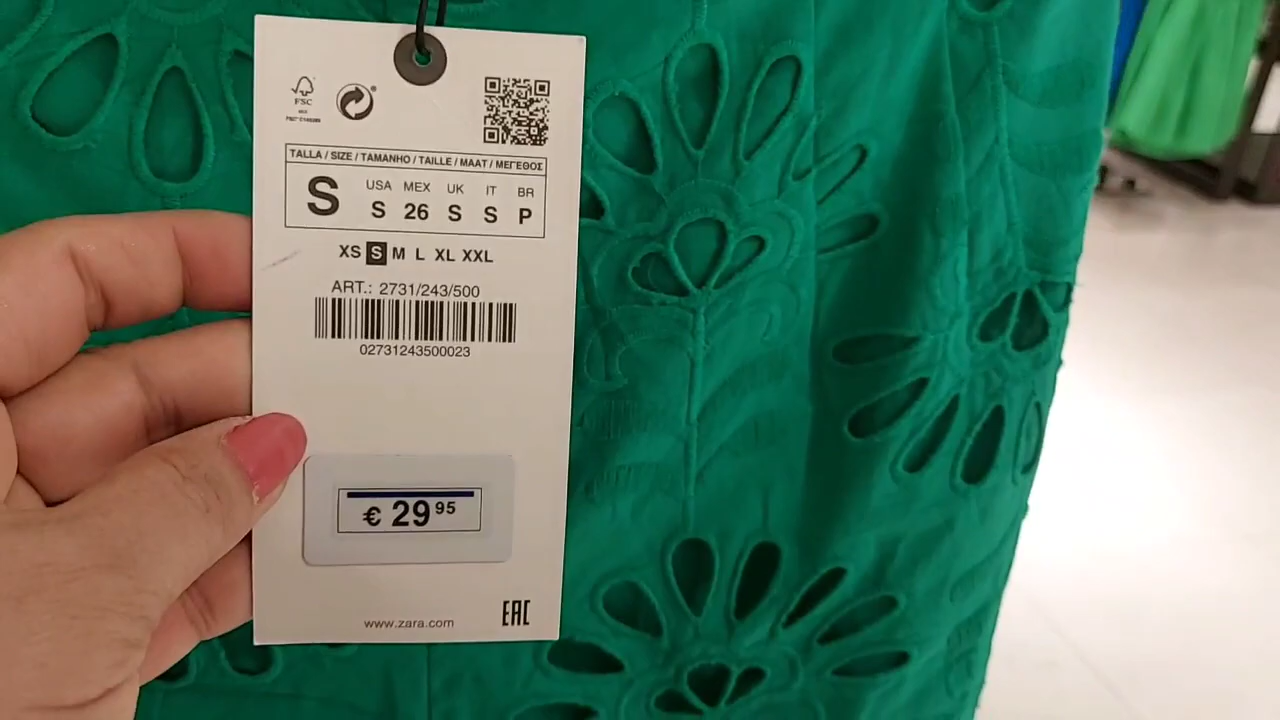 FSC
TALLA / SIZE / TAMANHO / TAILLE / MAAT / ΜΕΓΕΘΟΣ
S
USA MEX UK IT BR
S 26 S S P
XS S M L XL XXL
ART.: 2731/243/500
02731243500023
€ 29 95
www.zara.com
EAC